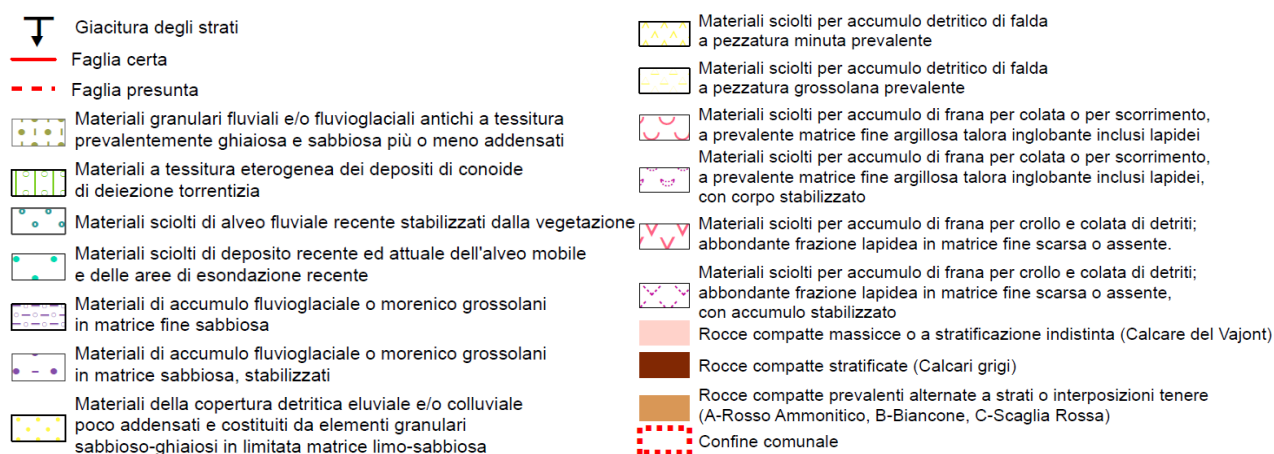 Giacitura degli strati
Faglia certa
Faglia presunta
Materiali granulari fluviali e/o fluvioglaciali antichi a tessitura
prevalentemente ghiaiosa e sabbiosa più o meno addensati
Materiali a tessitura eterogenea dei depositi di conoide
di deiezione torrentizia
Materiali sciolti di alveo fluviale recente stabilizzati dalla vegetazione
Materiali sciolti di deposito recente ed attuale dell'alveo mobile
e delle aree di esondazione recente
Materiali di accumulo fluvioglaciale o morenico grossolani
in matrice fine sabbiosa
Materiali di accumulo fluvioglaciale o morenico grossolani
in matrice sabbiosa, stabilizzati
Materiali della copertura detritica eluviale e/o colluviale
poco addensati e costituiti da elementi granulari
sabbioso-ghiaiosi in limitata matrice limo-sabbiosa
Materiali sciolti per accumulo detritico di falda
a pezzatura minuta prevalente
Materiali sciolti per accumulo detritico di falda
a pezzatura grossolana prevalente
Materiali sciolti per accumulo di frana per colata o per scorrimento,
a prevalente matrice fine argillosa talora inglobante inclusi lapidei
Materiali sciolti per accumulo di frana per colata o per scorrimento,
a prevalente matrice fine argillosa talora inglobante inclusi lapidei,
con corpo stabilizzato
Materiali sciolti per accumulo di frana per crollo e colata di detriti;
abbondante frazione lapidea in matrice fine scarsa o assente.
Materiali sciolti per accumulo di frana per crollo e colata di detriti;
abbondante frazione lapidea in matrice fine scarsa o assente,
con accumulo stabilizzato
Rocce compatte massicce o a stratificazione indistinta (Calcare del Vajont)
Rocce compatte stratificate (Calcari grigi)
Rocce compatte prevalenti alternate a strati o interposizioni tenere
(A-Rosso Ammonitico, B-Biancone, C-Scaglia Rossa)
Confine comunale